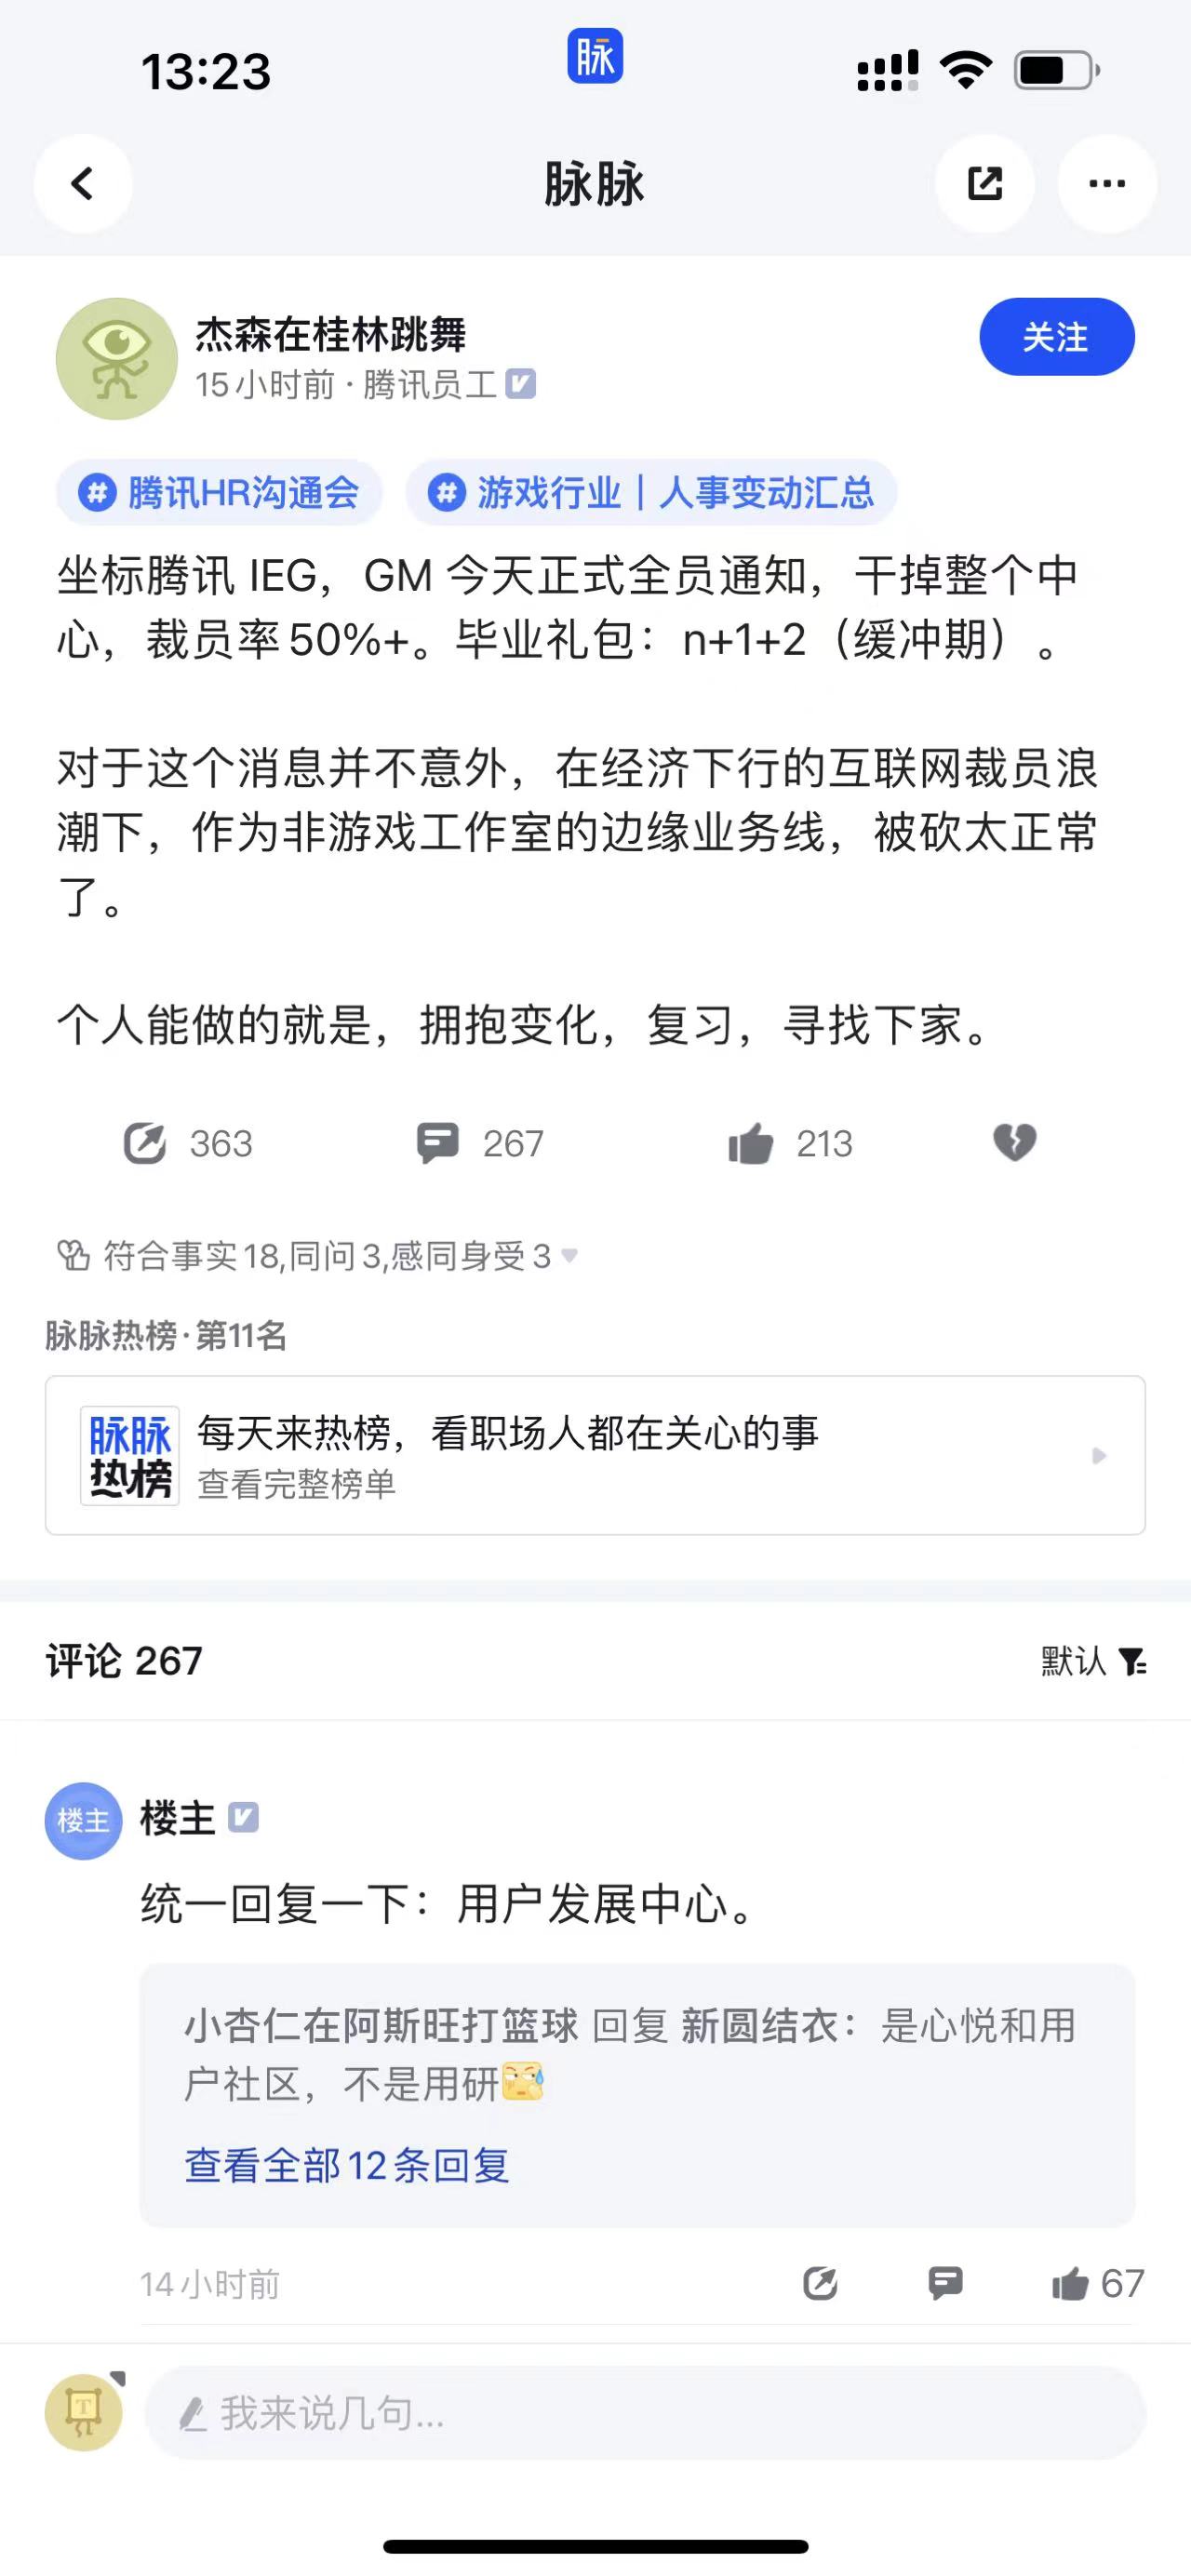 13:23
脉
脉脉
杰森在桂林跳舞
15小时前 · 腾讯员工
关注
# 腾讯HR沟通会 # 游戏行业｜人事变动汇总
坐标腾讯 IEG，GM 今天正式全员通知，干掉整个中
心，裁员率50%+。毕业礼包：n+1+2（缓冲期）。
对于这个消息并不意外，在经济下行的互联网裁员浪
潮下，作为非游戏工作室的边缘业务线，被砍太正常
了。
个人能做的就是，拥抱变化，复习，寻找下家。
363 267 213
符合事实18,同问3,感同身受3
脉脉热榜·第11名
脉脉
热榜
每天来热榜，看职场人都在关心的事
查看完整榜单
评论 267
默认
楼主
楼主
统一回复一下：用户发展中心。
小杏仁在阿斯旺打篮球 回复 新圆结衣：是心悦和用
户社区，不是用研
查看全部12条回复
14小时前
67
T
我来说几句...